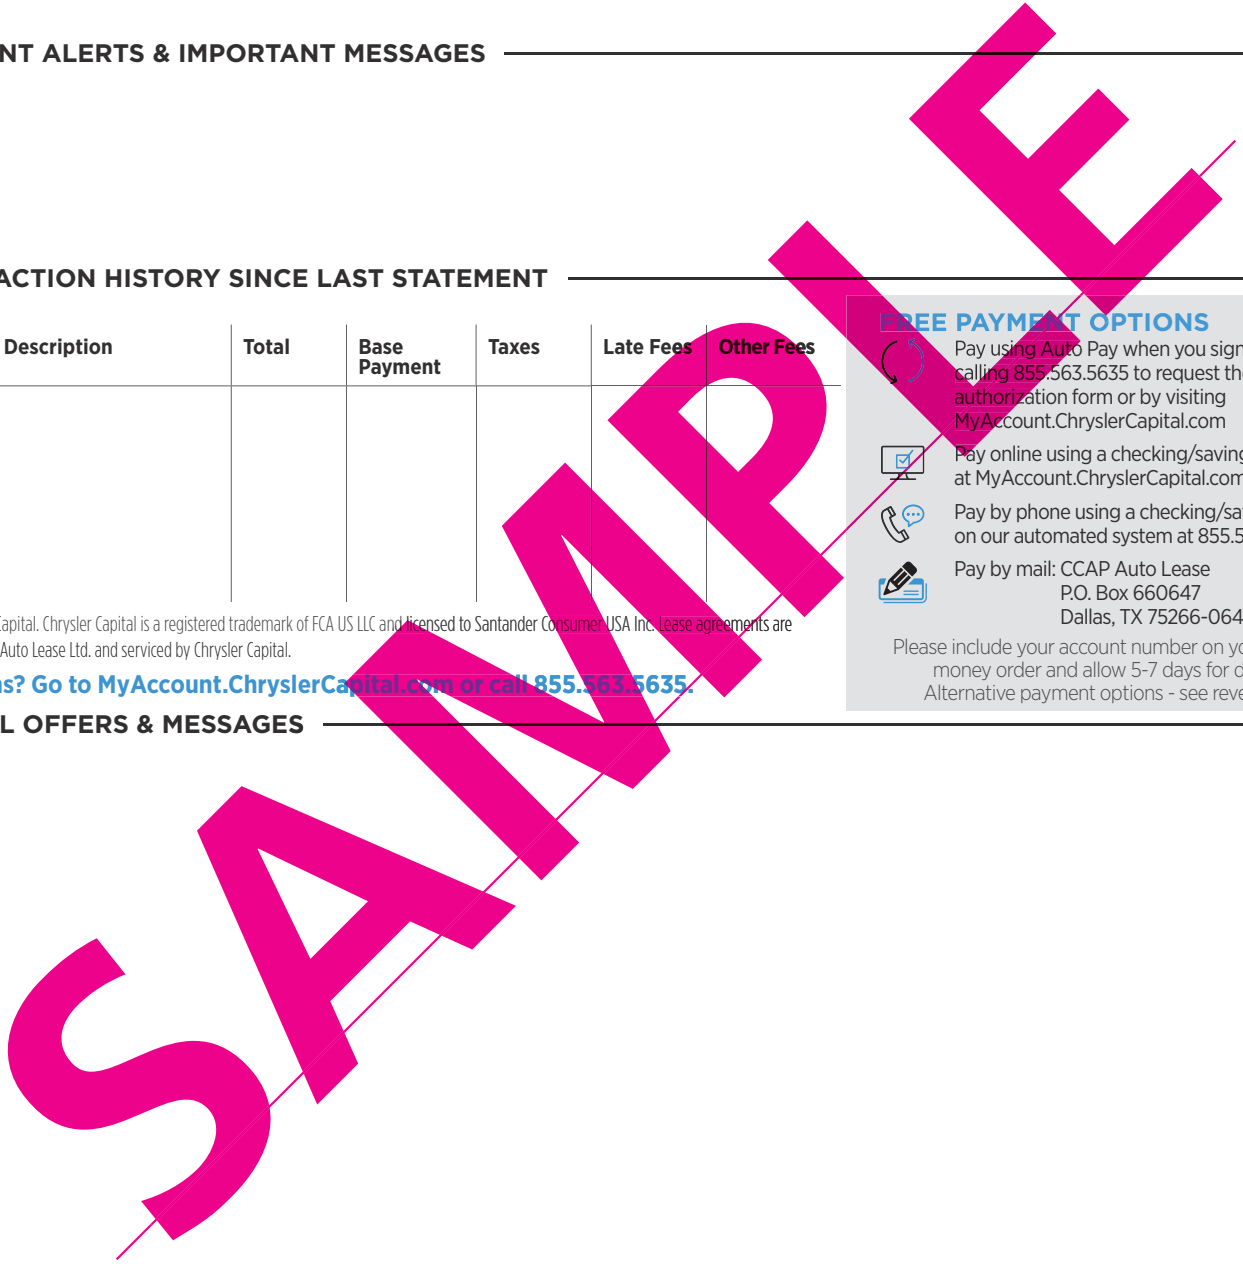 NT ALERTS & IMPORTANT MESSAGES
ACTION HISTORY SINCE LAST STATEMENT
Description Total Base Payment Taxes Late Fees Other Fees
FREE PAYMENT OPTIONS
Pay using Auto Pay when you sign
calling 855.563.5635 to request the
authorization form or by visiting
MyAccount.ChryslerCapital.com
Pay online using a checking/saving
at MyAccount.ChryslerCapital.com
Pay by phone using a checking/sa
on our automated system at 855.5
Pay by mail: CCAP Auto Lease
P.O. Box 660647
Dallas, TX 75266-064
Please include your account number on yo
money order and allow 5-7 days for d
Alternative payment options - see reve
Capital. Chrysler Capital is a registered trademark of FCA US LLC and licensed to Santander Consumer USA Inc. Lease agreements are
Auto Lease Ltd. and serviced by Chrysler Capital.
ns? Go to MyAccount.ChryslerCapital.com or call 855.563.5635.
L OFFERS & MESSAGES
SAMPLE